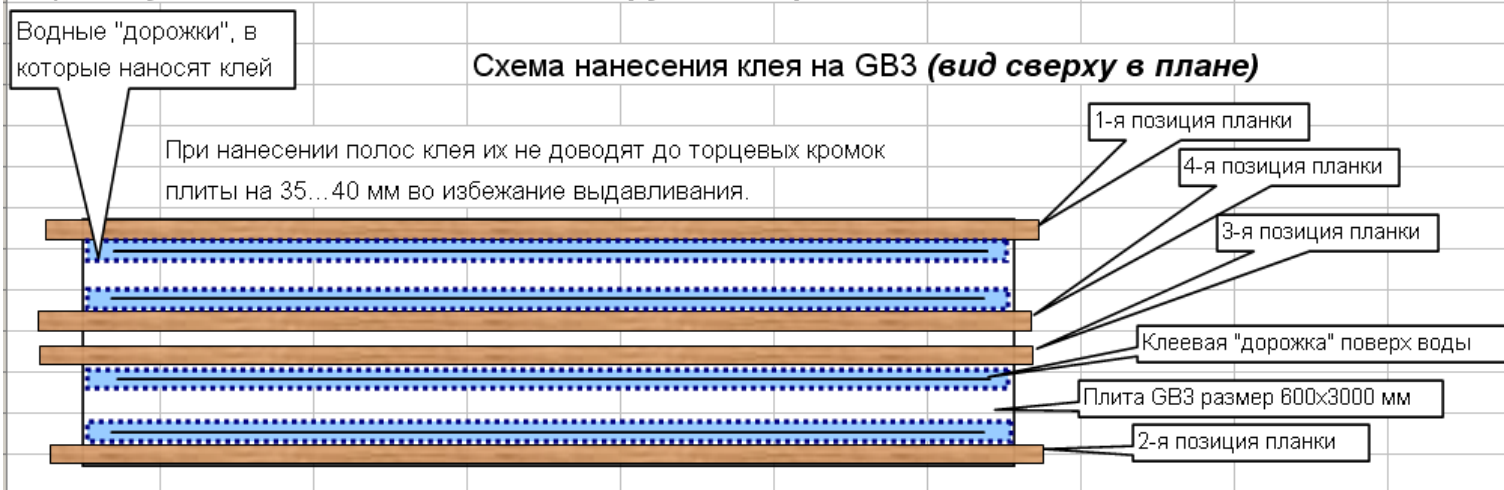 Водные "дорожки", в
которые наносят клей
Схема нанесения клея на GB3 (вид сверху в плане)
При нанесении полос клея их не доводят до торцевых кромок
плиты на 35...40 мм во избежание выдавливания.
1-я позиция планки
4-я позиция планки
3-я позиция планки
Клеевая "дорожка" поверх воды
Плита GB3 размер 600х3000 мм
2-я позиция планки